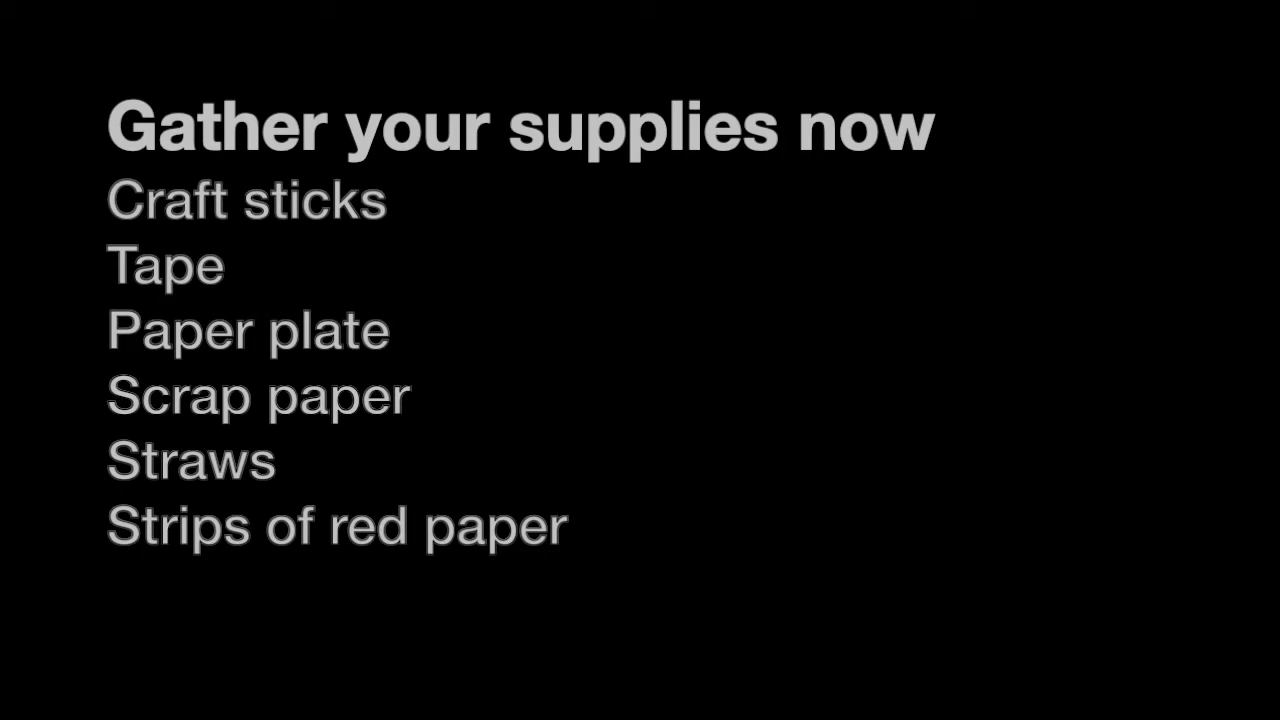 Gather your supplies now
Craft sticks
Tape
Paper plate
Scrap paper
Straws
Strips of red paper